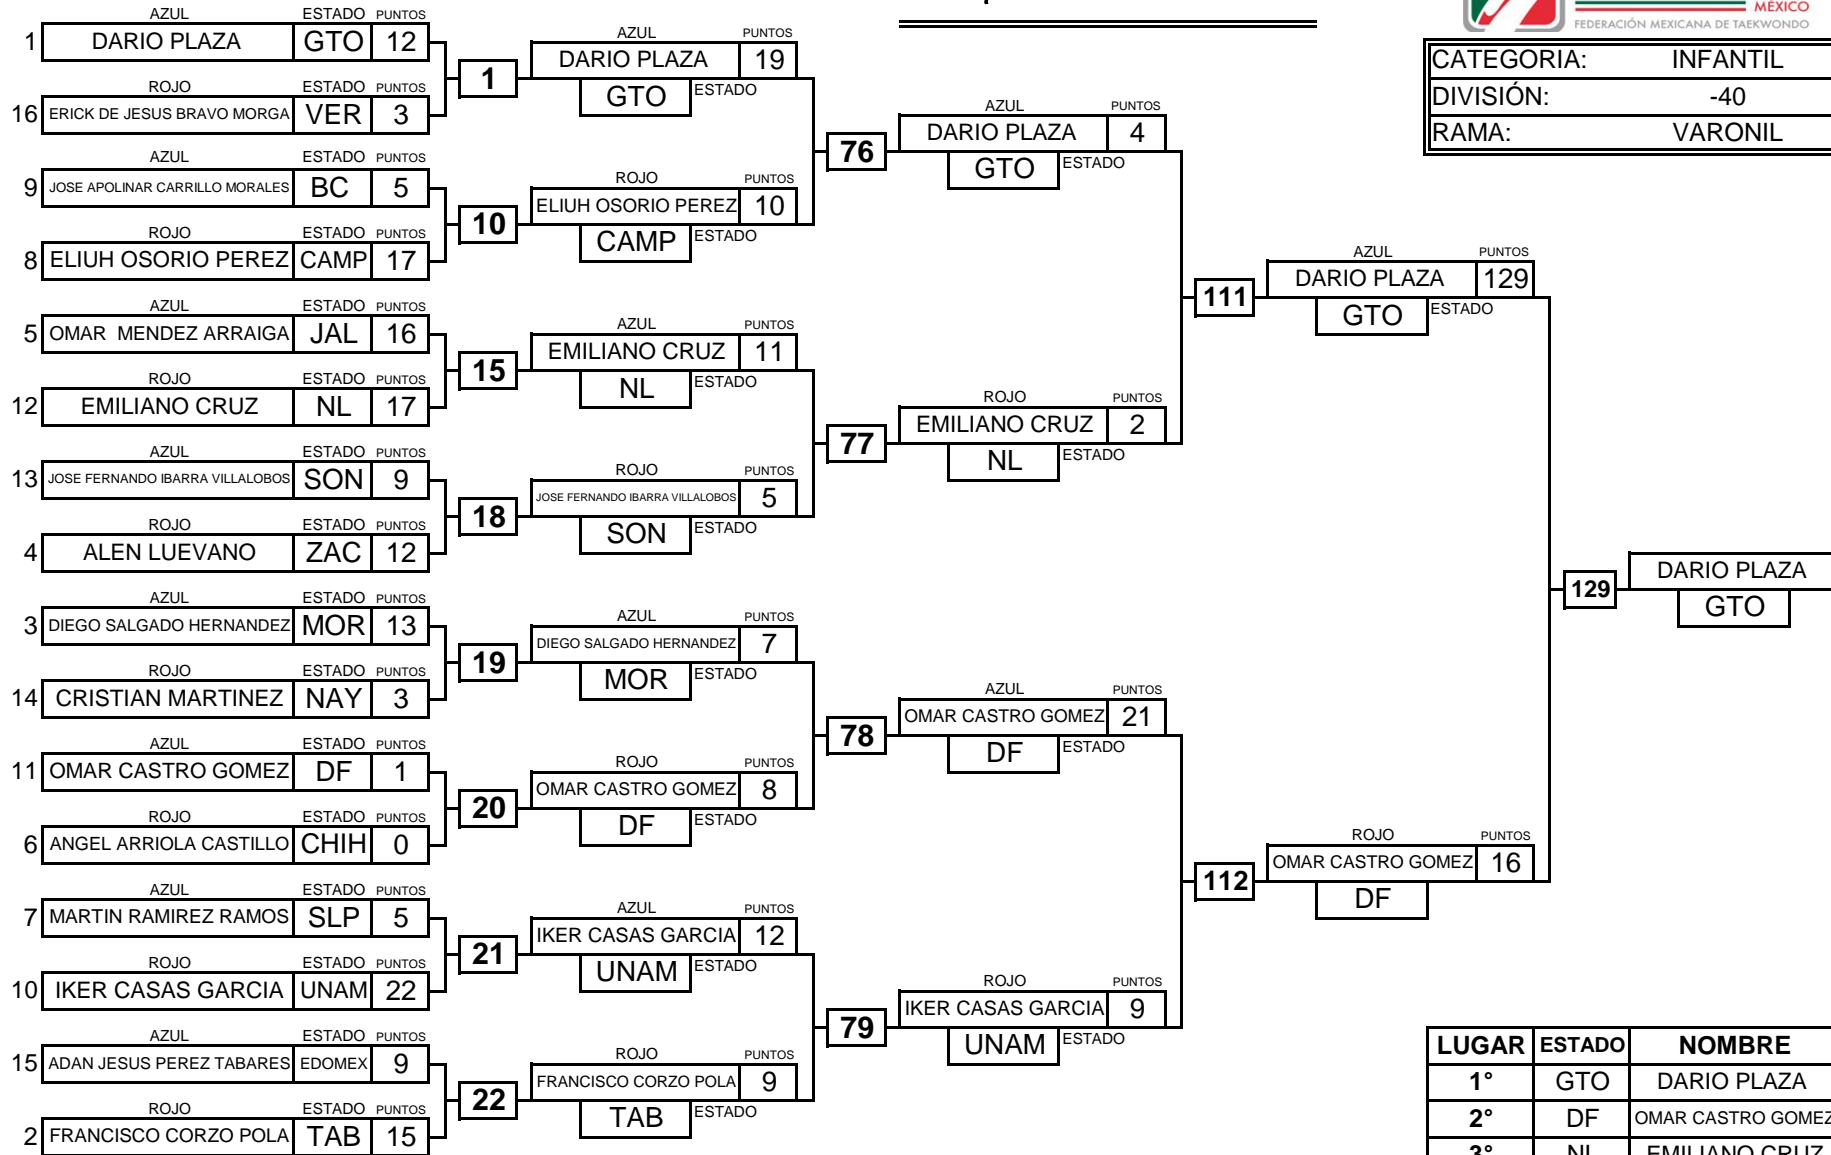 MÉXICO
FEDERACIÓN MEXICANA DE TAEKWONDO
CATEGORIA: INFANTIL
DIVISIÓN: -40
RAMA: VARONIL
AZUL ESTADO PUNTOS
1 DARIO PLAZA GTO 12
ROJO ESTADO PUNTOS
16 ERICK DE JESUS BRAVO MORGA VER 3
1
AZUL ESTADO PUNTOS
9 JOSE APOLINAR CARRILLO MORALES BC 5
ROJO ESTADO PUNTOS
8 ELIUH OSORIO PEREZ CAMP 17
10
AZUL ESTADO PUNTOS
5 OMAR MENDEZ ARRAIGA JAL 16
ROJO ESTADO PUNTOS
12 EMILIANO CRUZ NL 17
15
AZUL ESTADO PUNTOS
13 JOSE FERNANDO IBARRA VILLALOBOS SON 9
ROJO ESTADO PUNTOS
4 ALEN LUEVANO ZAC 12
18
AZUL ESTADO PUNTOS
3 DIEGO SALGADO HERNANDEZ MOR 13
ROJO ESTADO PUNTOS
14 CRISTIAN MARTINEZ NAY 3
19
AZUL ESTADO PUNTOS
11 OMAR CASTRO GOMEZ DF 1
ROJO ESTADO PUNTOS
6 ANGEL ARRIOLA CASTILLO CHIH 0
20
AZUL ESTADO PUNTOS
7 MARTIN RAMIREZ RAMOS SLP 5
ROJO ESTADO PUNTOS
10 IKER CASAS GARCIA UNAM 22
21
AZUL ESTADO PUNTOS
15 ADAN JESUS PEREZ TABARES EDOMEX 9
ROJO ESTADO PUNTOS
2 FRANCISCO CORZO POLA TAB 15
22
AZUL PUNTOS
DARIO PLAZA 19
GTO ESTADO
ROJO PUNTOS
ELIUH OSORIO PEREZ 10
CAMP ESTADO
76
AZUL PUNTOS
EMILIANO CRUZ 11
NL ESTADO
ROJO PUNTOS
JOSE FERNANDO IBARRA VILLALOBOS 5
SON ESTADO
77
AZUL PUNTOS
DIEGO SALGADO HERNANDEZ 7
MOR ESTADO
ROJO PUNTOS
OMAR CASTRO GOMEZ 8
DF ESTADO
78
AZUL PUNTOS
IKER CASAS GARCIA 12
UNAM ESTADO
ROJO PUNTOS
FRANCISCO CORZO POLA 9
TAB ESTADO
79
AZUL PUNTOS
DARIO PLAZA 4
GTO ESTADO
ROJO PUNTOS
EMILIANO CRUZ 2
NL ESTADO
111
AZUL PUNTOS
OMAR CASTRO GOMEZ 21
DF ESTADO
ROJO PUNTOS
IKER CASAS GARCIA 9
UNAM ESTADO
112
AZUL PUNTOS
DARIO PLAZA 129
GTO ESTADO
ROJO PUNTOS
OMAR CASTRO GOMEZ 16
DF
129
DARIO PLAZA
GTO
LUGAR ESTADO NOMBRE
1° GTO DARIO PLAZA
2° DF OMAR CASTRO GOMEZ
3° NL EMILIANO CRUZ